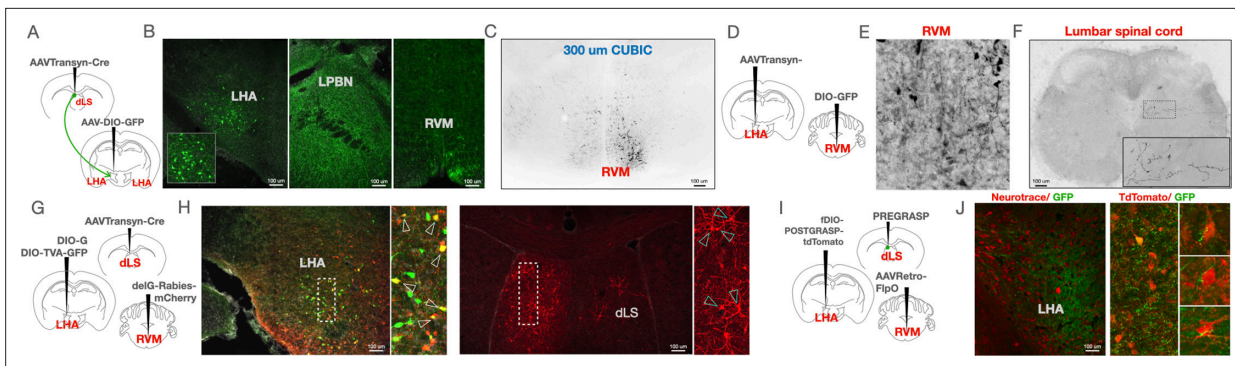 A
AAVTransyn-Cre
dLS
AAV-DIO-GFP
LHA
LHA
B
LHA
100 um
LPBN
100 um
RVM
100 um
C
300 um CUBIC
RVM
100 um
D
AAVTransyn-
LHA
DIO-GFP
RVM
E
RVM
100 um
F
Lumbar spinal cord
100 um
G
AAVTransyn-Cre
DIO-G
DIO-TVA-GFP
dLS
delG-Rabies-
mCherry
LHA
RVM
H
LHA
100 um
dLS
100 um
I
fDIO-
POSTGRASP-
tdTomato
PREGRASP
dLS
AAVRetro-
FlpO
LHA
RVM
J
Neurotrace/ GFP
LHA
100 um
TdTomato/ GFP